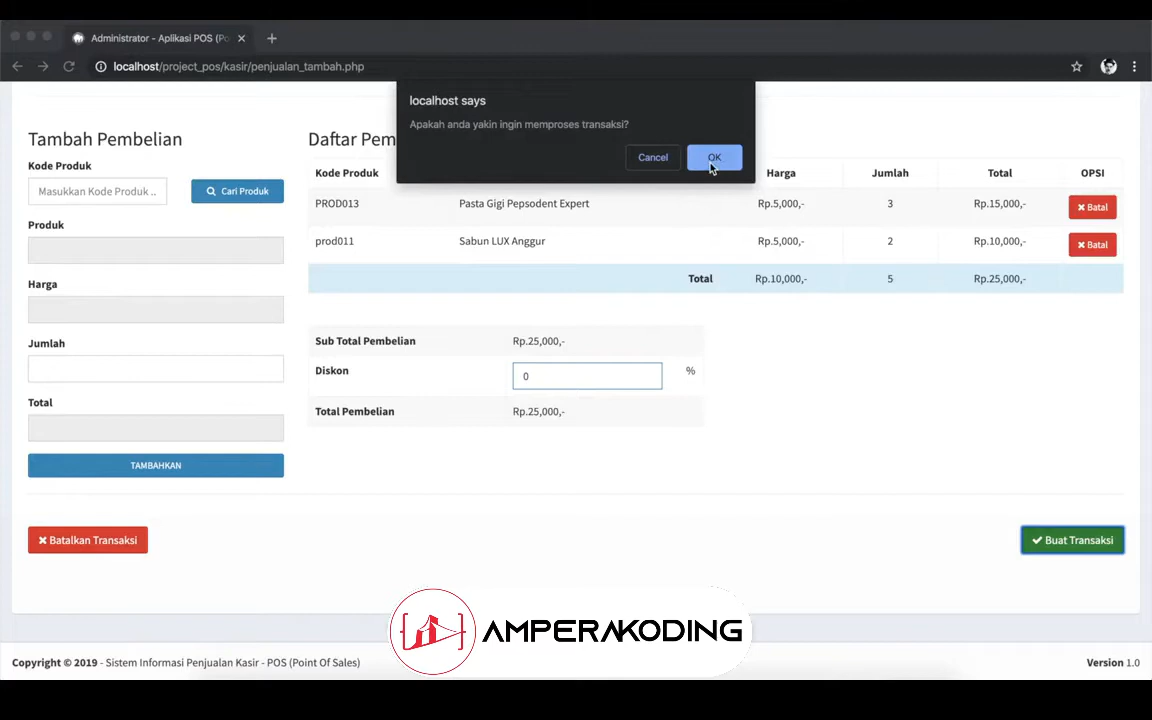 Administrator - Aplikasi POS (Po
localhost/project_pos/kasir/penjualan_tambah.php
localhost says
Apakah anda yakin ingin memproses transaksi?
Cancel
OK
Tambah Pembelian
Kode Produk
Masukkan Kode Produk ..
Cari Produk
Produk
Harga
Jumlah
Total
TAMBAHKAN
Daftar Pem
Kode Produk Harga Jumlah Total OPSI
PROD013 Pasta Gigi Pepsodent Expert Rp.5,000,- 3 Rp.15,000,- Batal
prod011 Sabun LUX Anggur Rp.5,000,- 2 Rp.10,000,- Batal
Total Rp.10,000,- 5 Rp.25,000,-
Sub Total Pembelian Rp.25,000,-
Diskon 0 %
Total Pembelian Rp.25,000,-
Batalkan Transaksi
Buat Transaksi
AMPERAKODING
Copyright © 2019 - Sistem Informasi Penjualan Kasir - POS (Point Of Sales)
Version 1.0